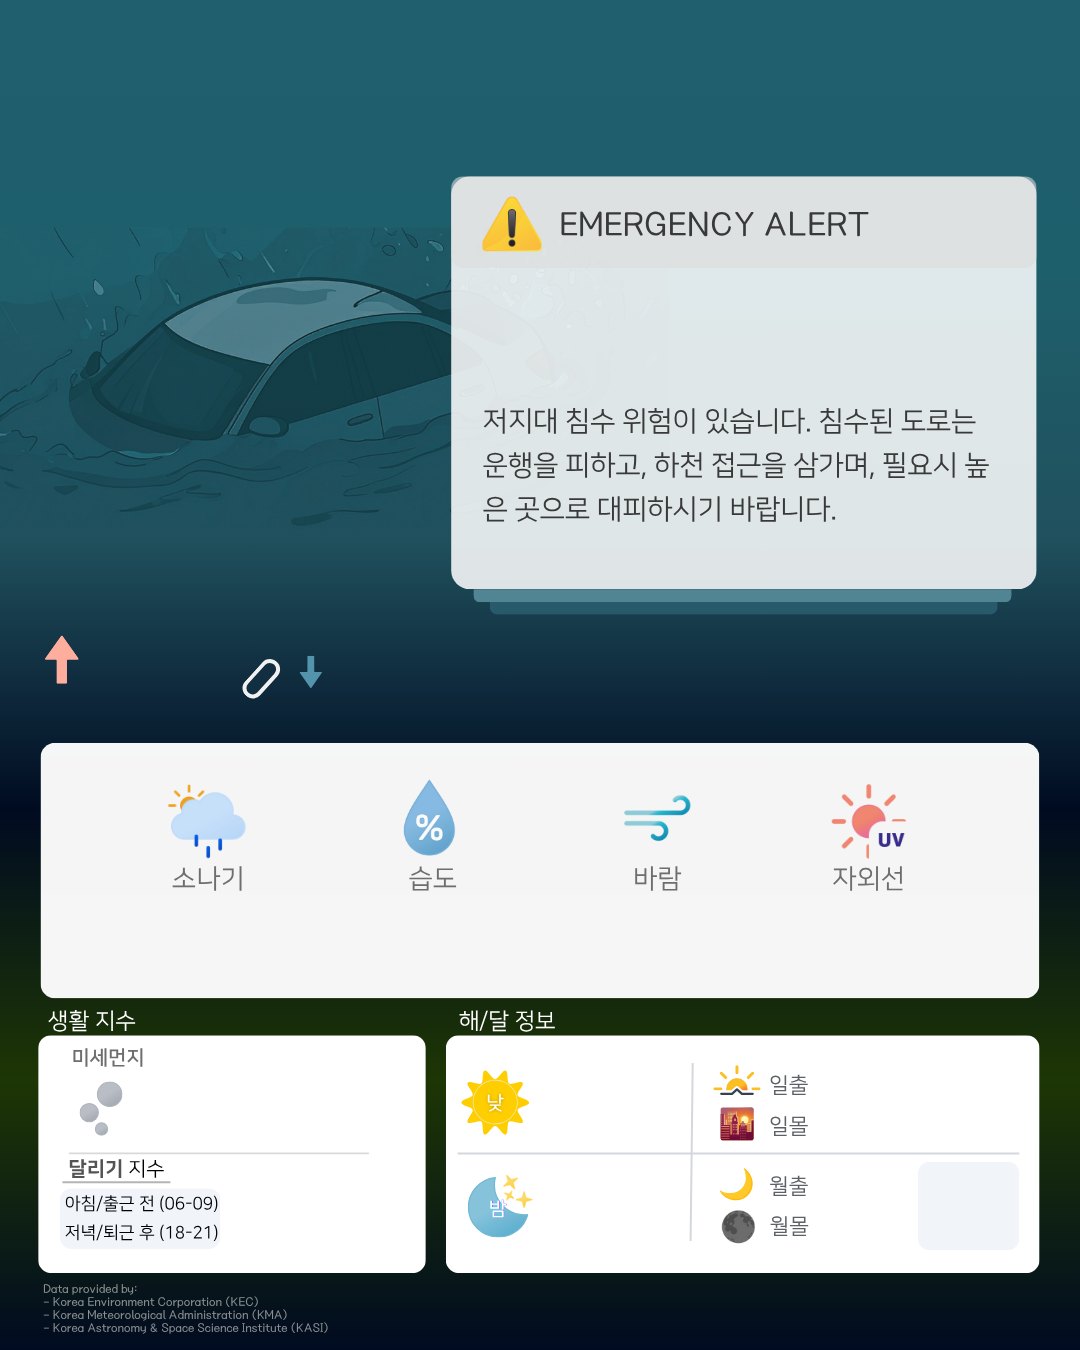 EMERGENCY ALERT
저지대 침수 위험이 있습니다. 침수된 도로는
운행을 피하고, 하천 접근을 삼가며, 필요시 높
은 곳으로 대피하시기 바랍니다.
%
UV
소나기
습도
바람
자외선
생활 지수
미세먼지
달리기 지수
아침/출근 전 (06-09)
저녁/퇴근 후 (18-21)
해/달 정보
낮
일출
일몰
밤
월출
월몰
Data provided by:
- Korea Environment Corporation (KEC)
- Korea Meteorological Administration (KMA)
- Korea Astronomy & Space Science Institute (KASI)